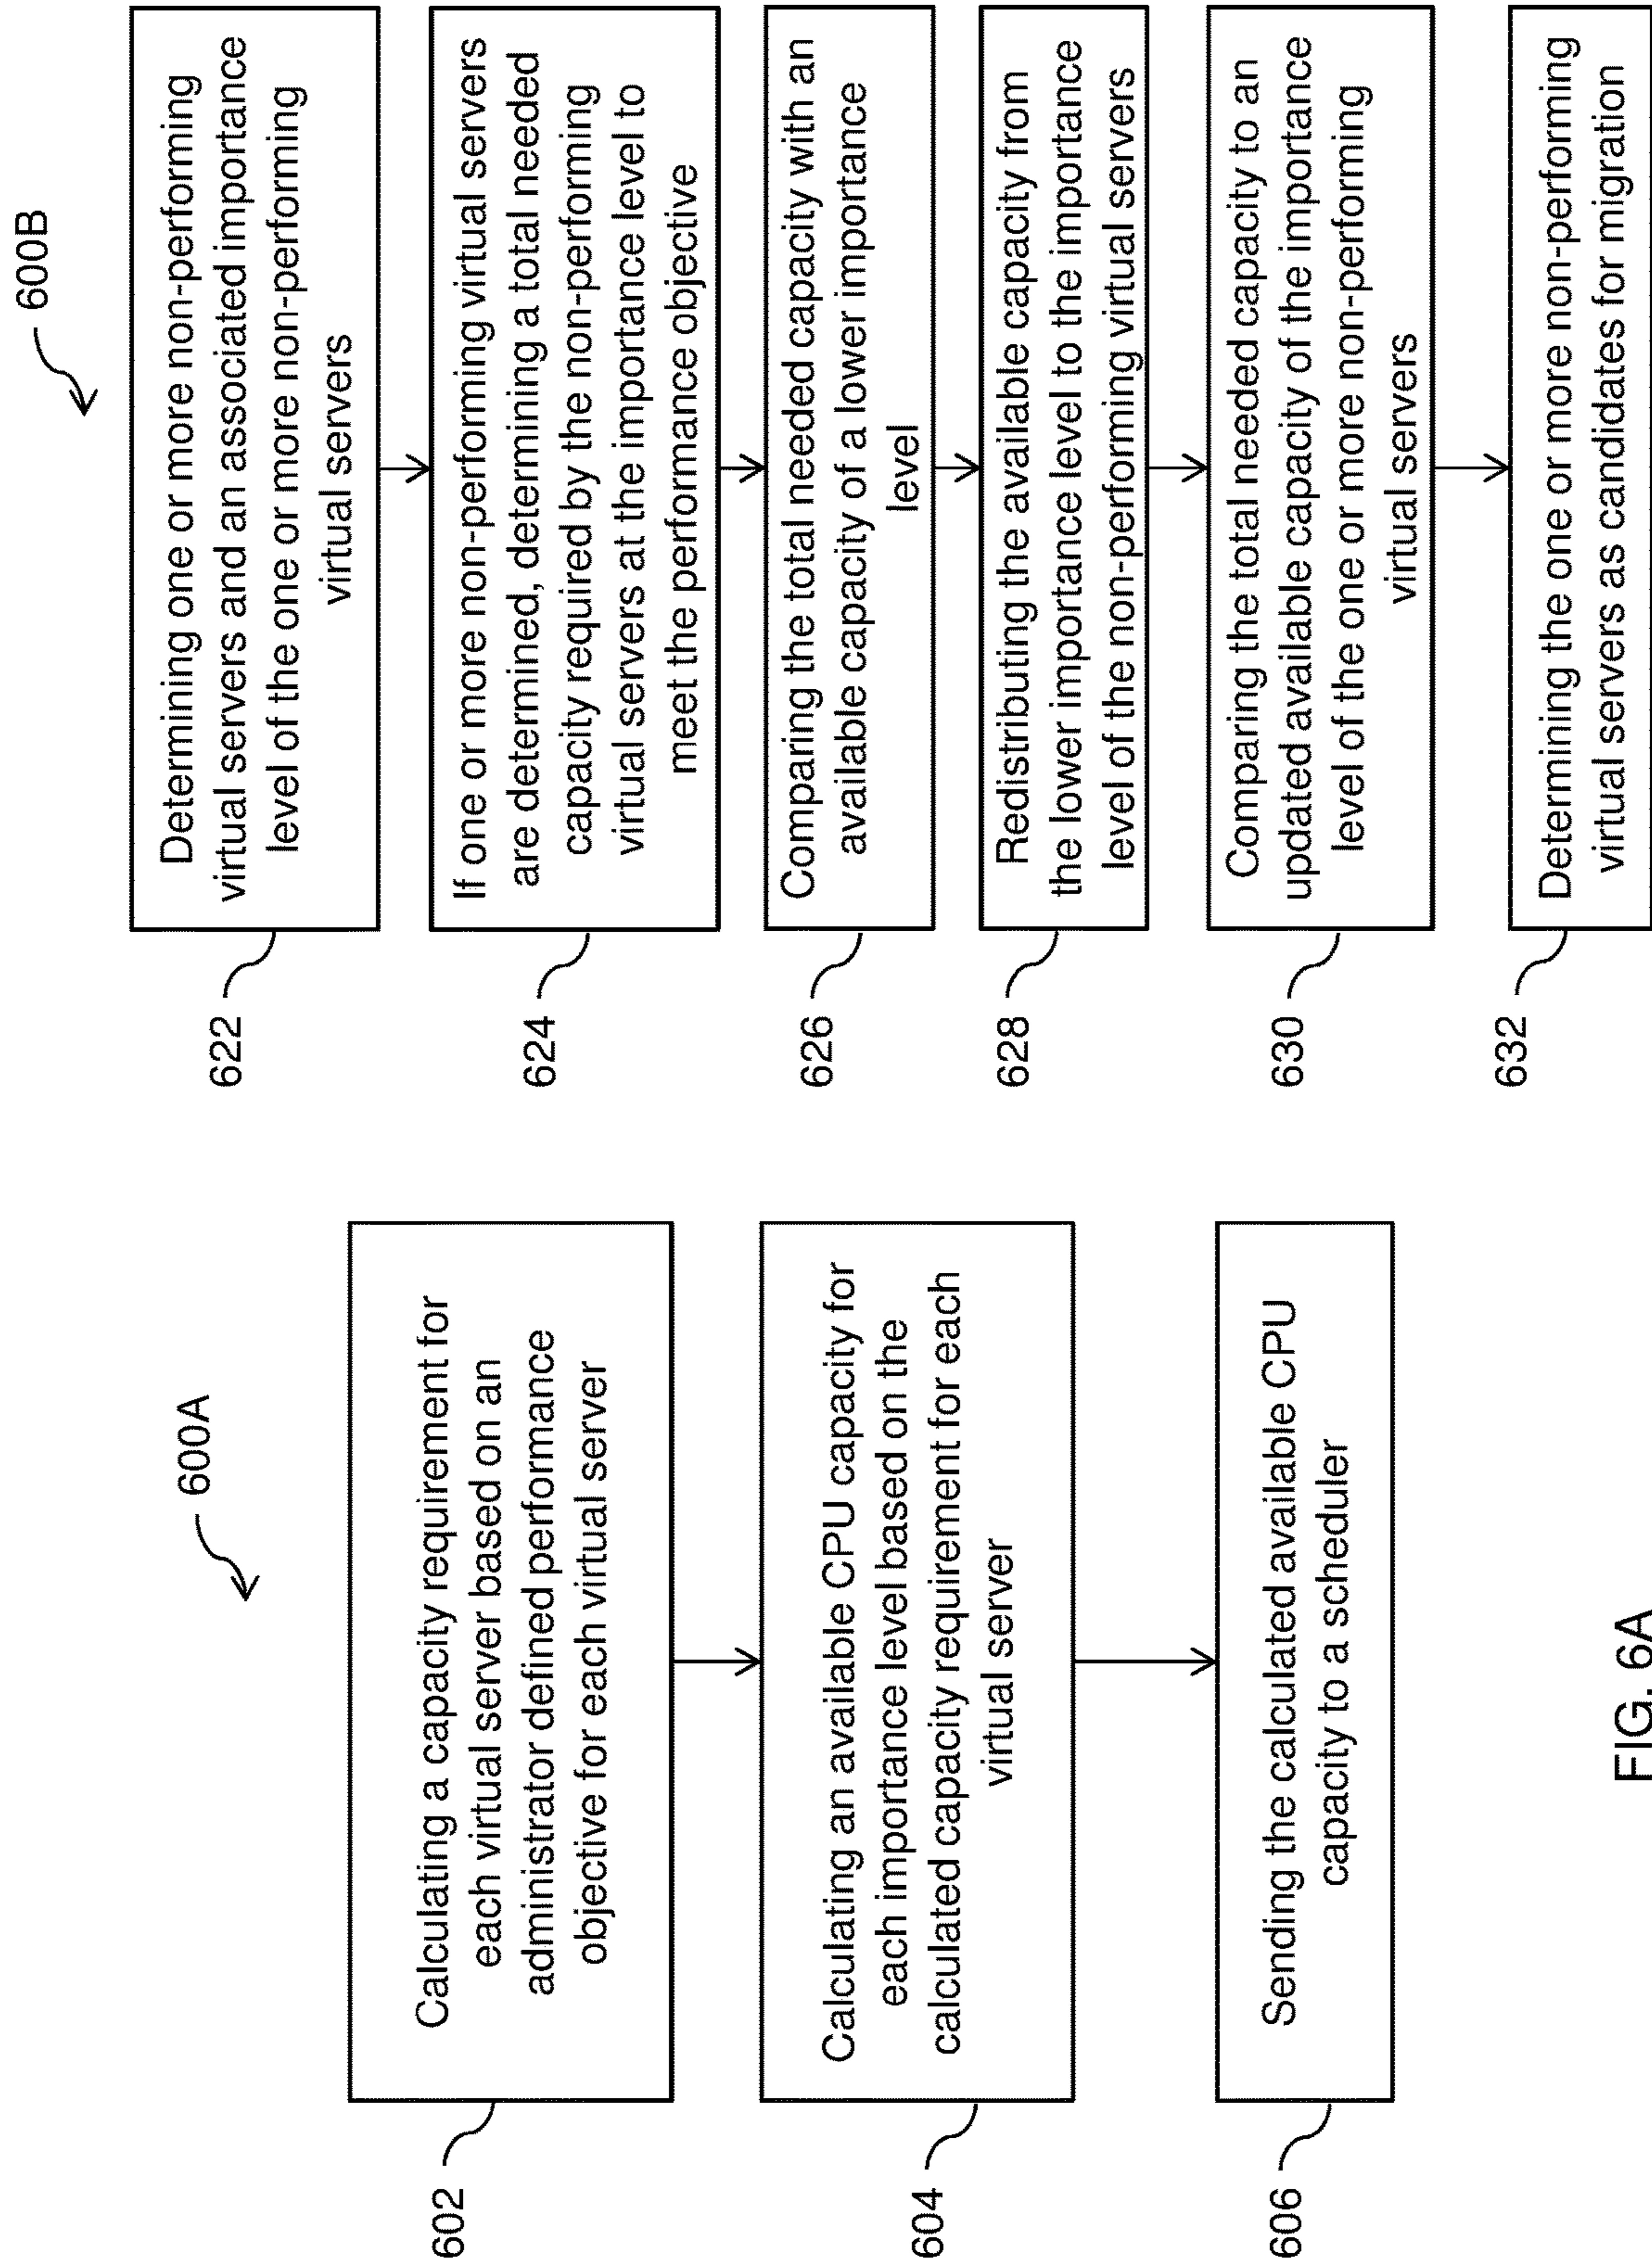 600A
602
Calculating a capacity requirement for
each virtual server based on an
administrator defined performance
objective for each virtual server
604
Calculating an available CPU capacity for
each importance level based on the
calculated capacity requirement for each
virtual server
606
Sending the calculated available CPU
capacity to a scheduler
FIG. 6A
600B
622
Determining one or more non-performing
virtual servers and an associated importance
level of the one or more non-performing
virtual servers
624
If one or more non-performing virtual servers
are determined, determining a total needed
capacity required by the non-performing
virtual servers at the importance level to
meet the performance objective
626
Comparing the total needed capacity with an
available capacity of a lower importance
level
628
Redistributing the available capacity from
the lower importance level to the importance
level of the non-performing virtual servers
630
Comparing the total needed capacity to an
updated available capacity of the importance
level of the one or more non-performing
virtual servers
632
Determining the one or more non-performing
virtual servers as candidates for migration